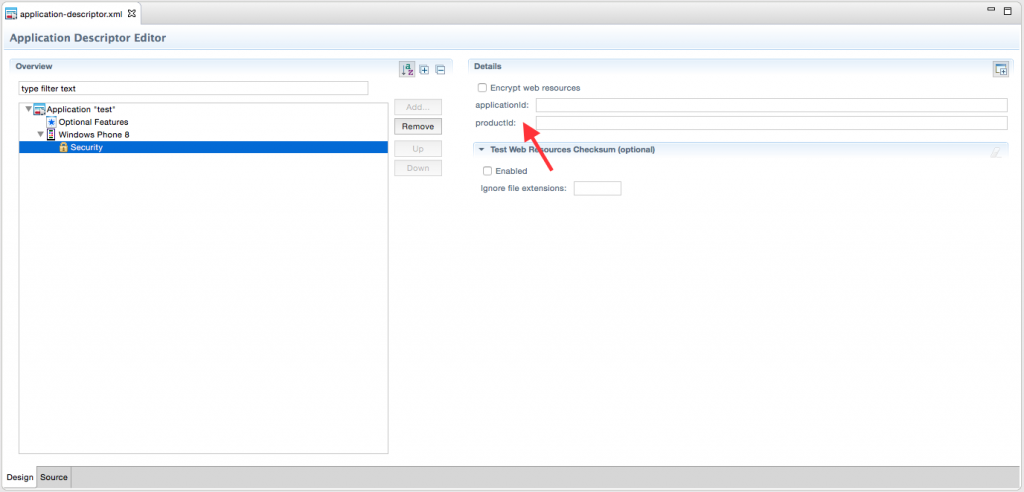 application-descriptor.xml
Application Descriptor Editor
Overview
type filter text
Application "test"
Optional Features
Windows Phone 8
Security
Add...
Remove
Up
Down
Details
Encrypt web resources
applicationId:
productId:
Test Web Resources Checksum (optional)
Enabled
Ignore file extensions:
Design Source